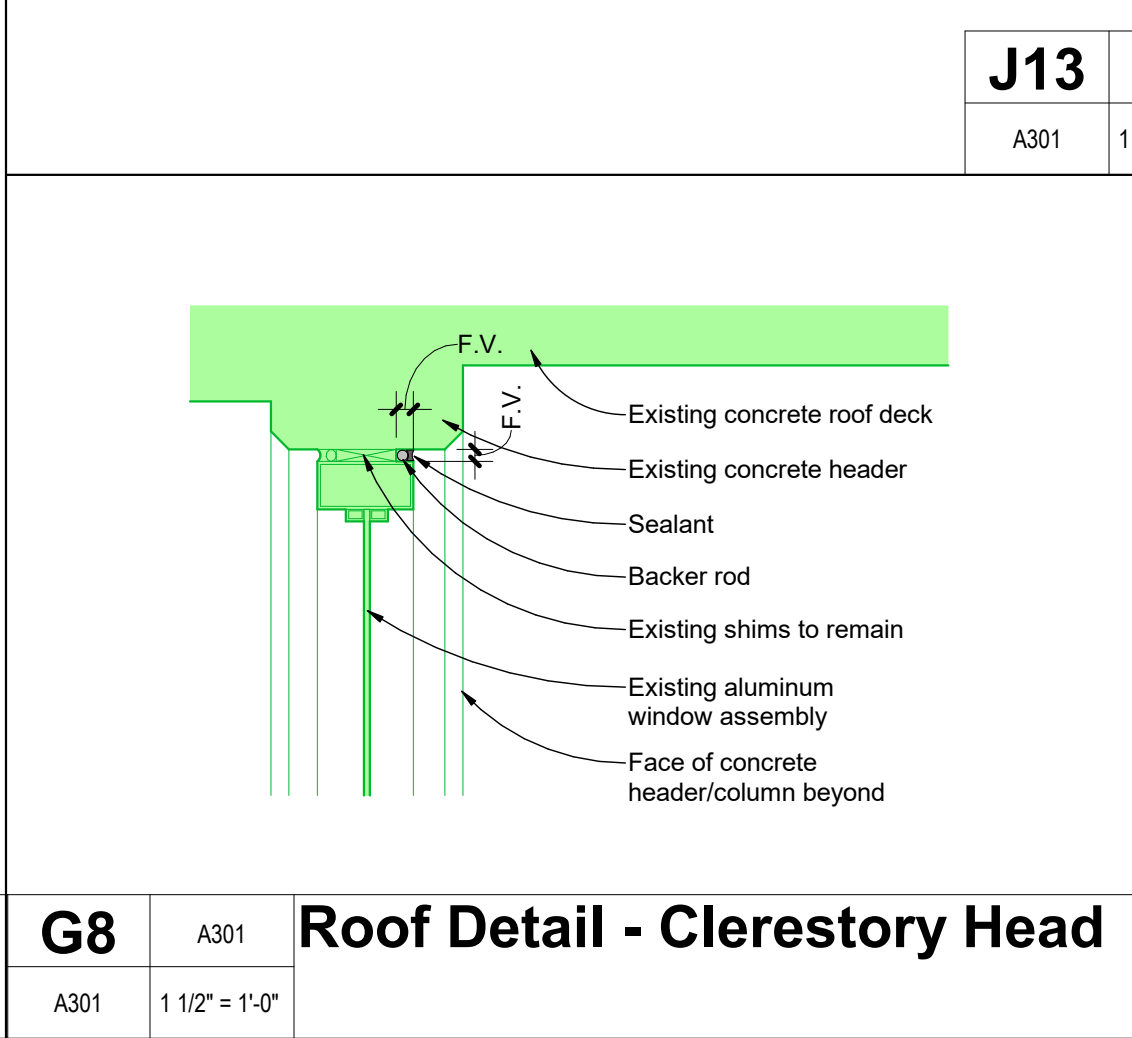 J13
A301
1
F.V.
F.V.
Existing concrete roof deck
Existing concrete header
Sealant
Backer rod
Existing shims to remain
Existing aluminum
window assembly
Face of concrete
header/column beyond
G8
A301
Roof Detail - Clerestory Head
A301
1 1/2" = 1'-0"